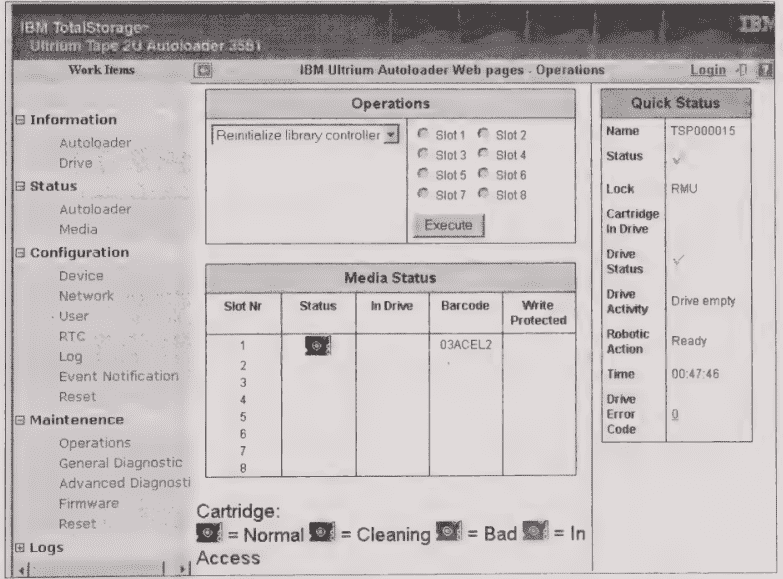 IBM TotalStorage™
Ultrium Tape 2U Autoloader 3581
IBM
Work Items
IBM Ultrium Autoloader Web pages - Operations
Login
Information
Autoloader
Drive
Status
Autoloader
Media
Configuration
Device
Network
User
RTC
Log
Event Notification
Reset
Maintenence
Operations
General Diagnostic
Advanced Diagnosti
Firmware
Reset
Logs
Operations
Reinitialize library controller
Slot 1 Slot 2
Slot 3 Slot 4
Slot 5 Slot 6
Slot 7 Slot 8
Execute
Media Status
Slot Nr Status In Drive Barcode Write Protected
1 03ACEL2
2
3
4
5
6
7
8
Cartridge:
= Normal = Cleaning = Bad = In
Access
Quick Status
Name TSP000015
Status
Lock RMU
Cartridge In Drive
Drive Status
Drive Activity Drive empty
Robotic Action Ready
Time 00:47:46
Drive Error Code 0